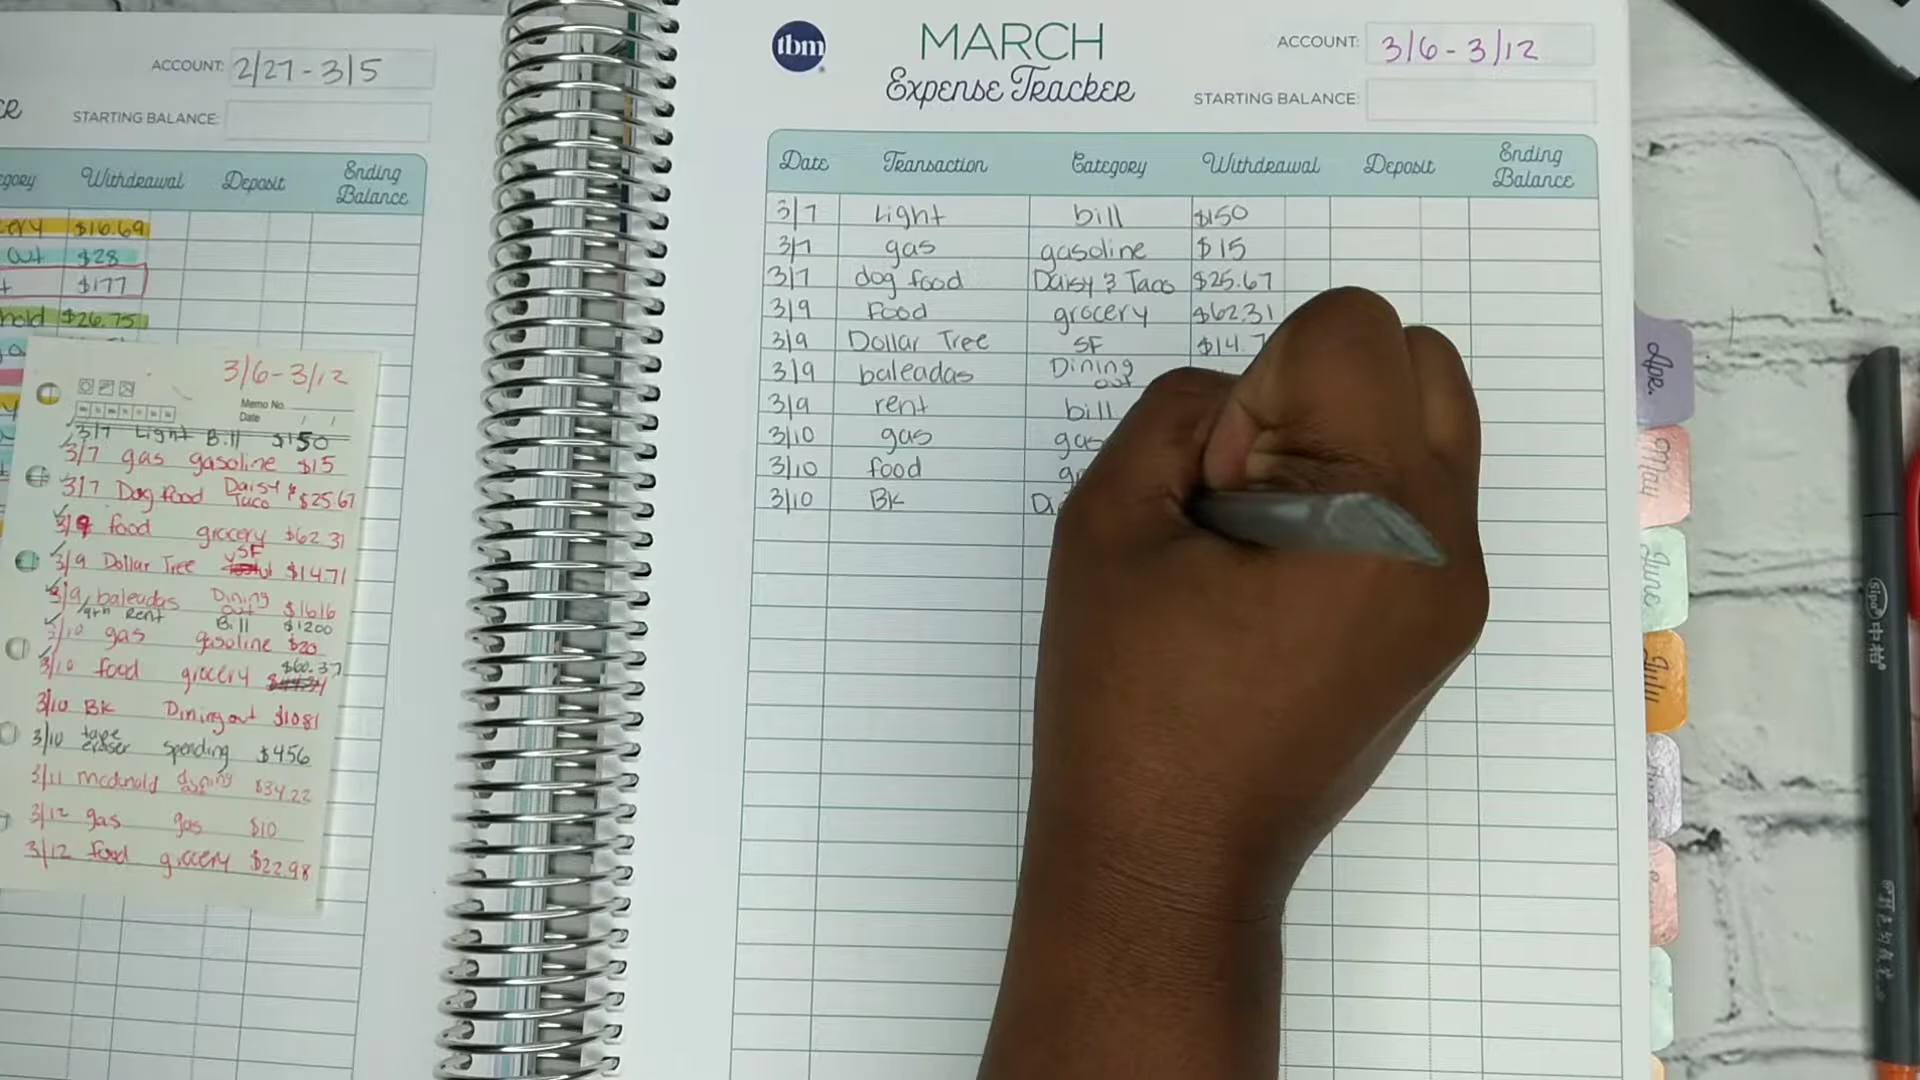 ACCOUNT: 2/27 - 3/5
STARTING BALANCE:
Withdrawal Deposit Ending Balance
$16.69
out $28
$177
hold $26.75
3/6 - 3/12
Memo No.
Date / /
3/7 Light Bill $150
3/7 gas gasoline $15
3/7 Dog Food Daisy & Taco $25.67
3/9 food grocery $62.31
3/9 Dollar Tree SF $14.71
3/9 baleadas Dining out $16.16
9th Rent Bill $1200
3/10 gas gasoline $20
3/10 food grocery $60.37
3/10 BK Dining out $10.81
3/10 tape eraser spending $4.56
3/11 mcdonald dining $34.22
3/12 gas gas $10
3/12 food grocery $22.98
tbm
MARCH
Expense Tracker
ACCOUNT: 3/6 - 3/12
STARTING BALANCE:
Date Transaction Category Withdrawal Deposit Ending Balance
3/7 Light bill $150
3/7 gas gasoline $15
3/7 dog food Daisy & Taco $25.67
3/9 Food grocery $62.31
3/9 Dollar Tree SF $14.7
3/9 baleadas Dining out
3/9 rent bill
3/10 gas gas
3/10 food
3/10 BK
Apr.
May
June
July